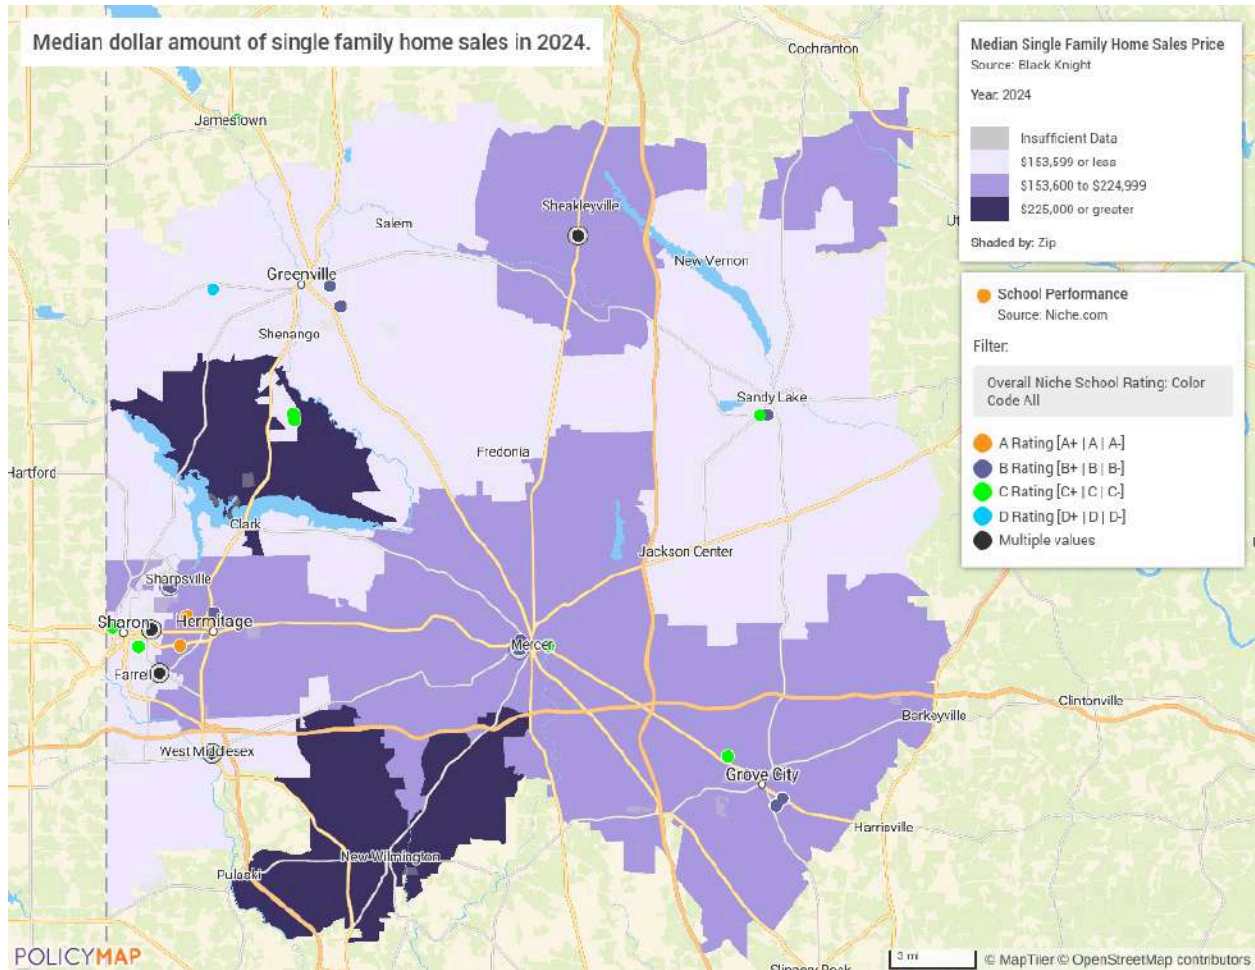 Median dollar amount of single family home sales in 2024.
Cochranton
Jamestown
Sheakleyville
Salem
New Vernon
Greenville
Shenango
Sandy Lake
Fredonia
Hartford
Clark
Jackson Center
Sharpsville
Sharon
Hermitage
Mercer
Farrell
Clintonville
Barkeyville
West Middlesex
Grove City
Harrisville
New Wilmington
Pulaski
Slippery Rock
Median Single Family Home Sales Price
Source: Black Knight
Year: 2024
Insufficient Data
$153,599 or less
$153,600 to $224,999
$225,000 or greater
Shaded by: Zip
School Performance
Source: Niche.com
Filter:
Overall Niche School Rating: Color
Code All
A Rating [A+ | A | A-]
B Rating [B+ | B | B-]
C Rating [C+ | C | C-]
D Rating [D+ | D | D-]
Multiple values
POLICYMAP
3 mi
© MapTiler © OpenStreetMap contributors